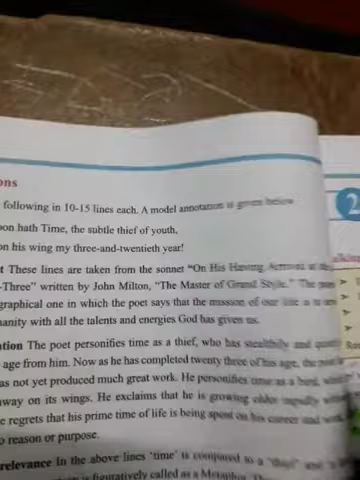 ons
following in 10-15 lines each. A model annotation is given below
oon hath Time, the subtle thief of youth,
on his wing my three-and-twentieth year!
t These lines are taken from the sonnet “On His Having Arrived at the
-Three” written by John Milton, “The Master of Grand Style.” The poem
graphical one in which the poet says that the mission of our life is to serve
anity with all the talents and energies God has given us.
ation The poet personifies time as a thief, who has stealthily and quietly
age from him. Now as he has completed twenty three of his age, the poet
as not yet produced much great work. He personifies time as a bird,
way on its wings. He exclaims that he is growing older rapidly
e regrets that his prime time of life is being spent on his career and
o reason or purpose.
relevance In the above lines ‘time’ is compared to a ‘thief’ and
is figuratively called as a Metaphor.
2